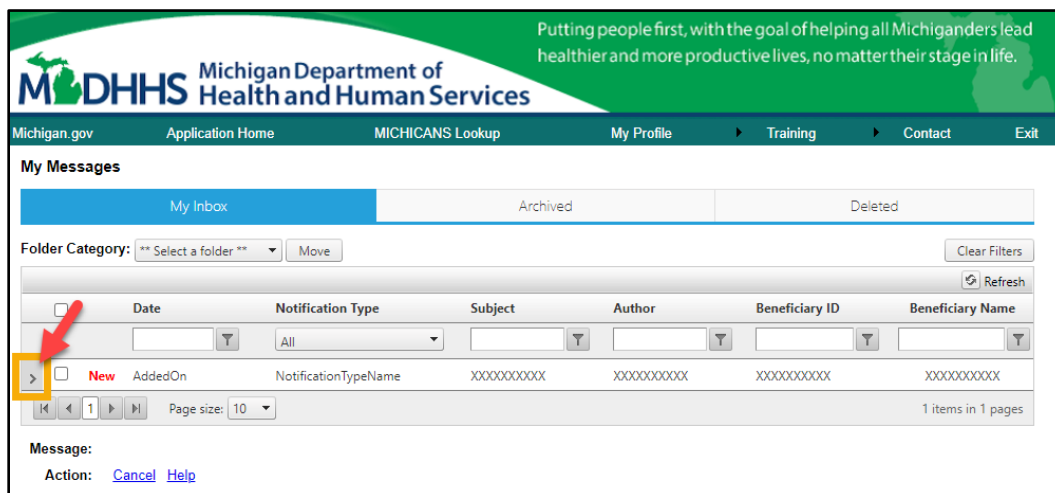 Putting people first, with the goal of helping all Michiganders lead
healthier and more productive lives, no matter their stage in life.
MDHHS Michigan Department of
Health and Human Services
Michigan.gov Application Home MICHICANS Lookup My Profile Training Contact Exit
My Messages
My Inbox Archived Deleted
Folder Category: ** Select a folder ** Move Clear Filters
Refresh
Date Notification Type Subject Author Beneficiary ID Beneficiary Name
All
New AddedOn NotificationTypeName XXXXXXXXXX XXXXXXXXXX XXXXXXXXXX XXXXXXXXXX
1 Page size: 10 1 items in 1 pages
Message:
Action: Cancel Help